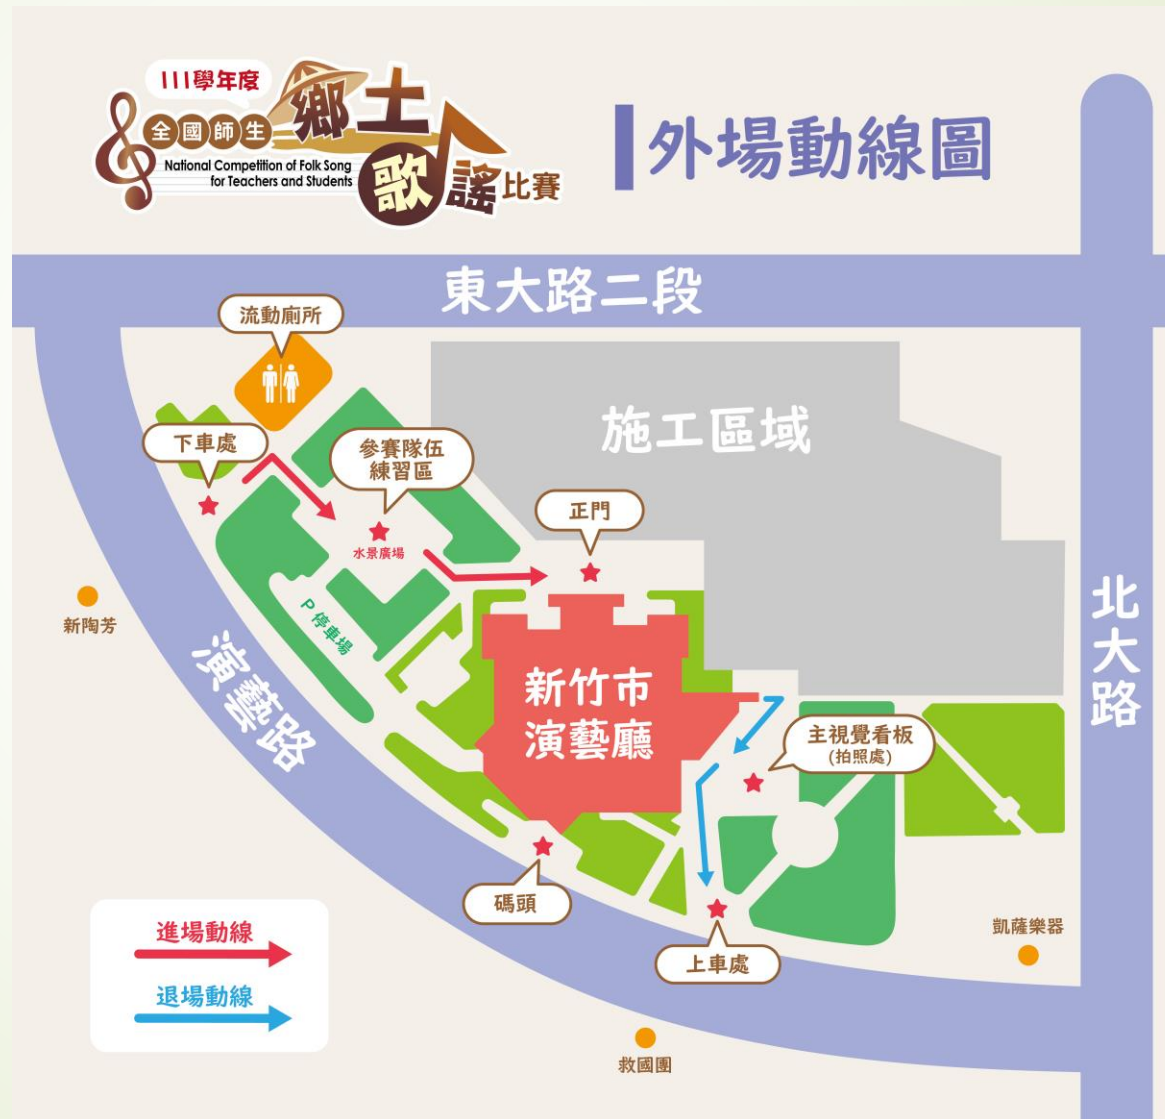 111學年度
全國師生
鄉土
歌謠比賽
National Competition of Folk Song
for Teachers and Students
外場動線圖
東大路二段
流動廁所
施工區域
下車處
參賽隊伍
練習區
正門
水景廣場
北大路
新陶芳
P 停車場
演藝路
新竹市
演藝廳
主視覺看板
(拍照處)
碼頭
上車處
凱薩樂器
進場動線
退場動線
救國團